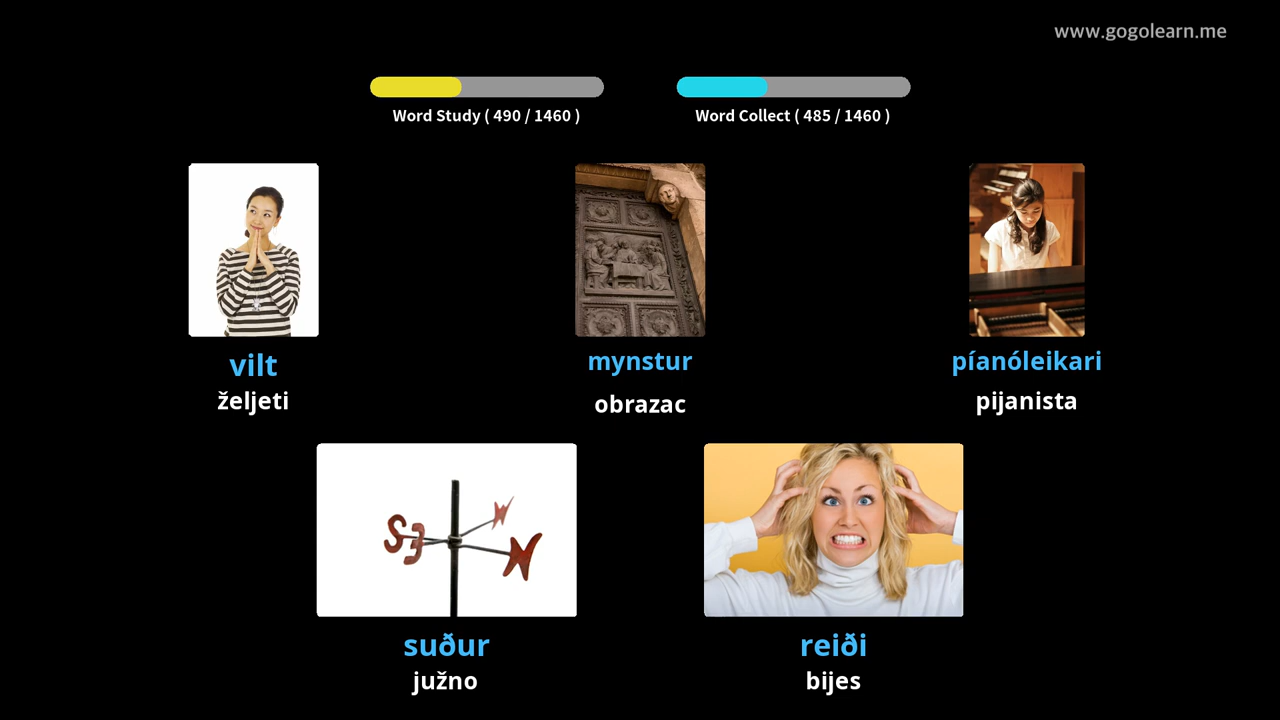 www.gogolearn.me
Word Study ( 490 / 1460 )
Word Collect ( 485 / 1460 )
vilt
željeti
mynstur
obrazac
píanóleikari
pijanista
suður
južno
reiði
bijes